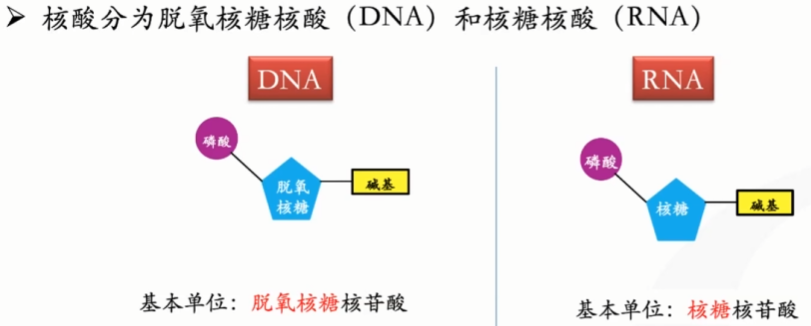 ➢ 核酸分为脱氧核糖核酸（DNA）和核糖核酸（RNA）
DNA
磷酸
脱氧
核糖
碱基
基本单位：脱氧核糖核苷酸
RNA
磷酸
核糖
碱基
基本单位：核糖核苷酸